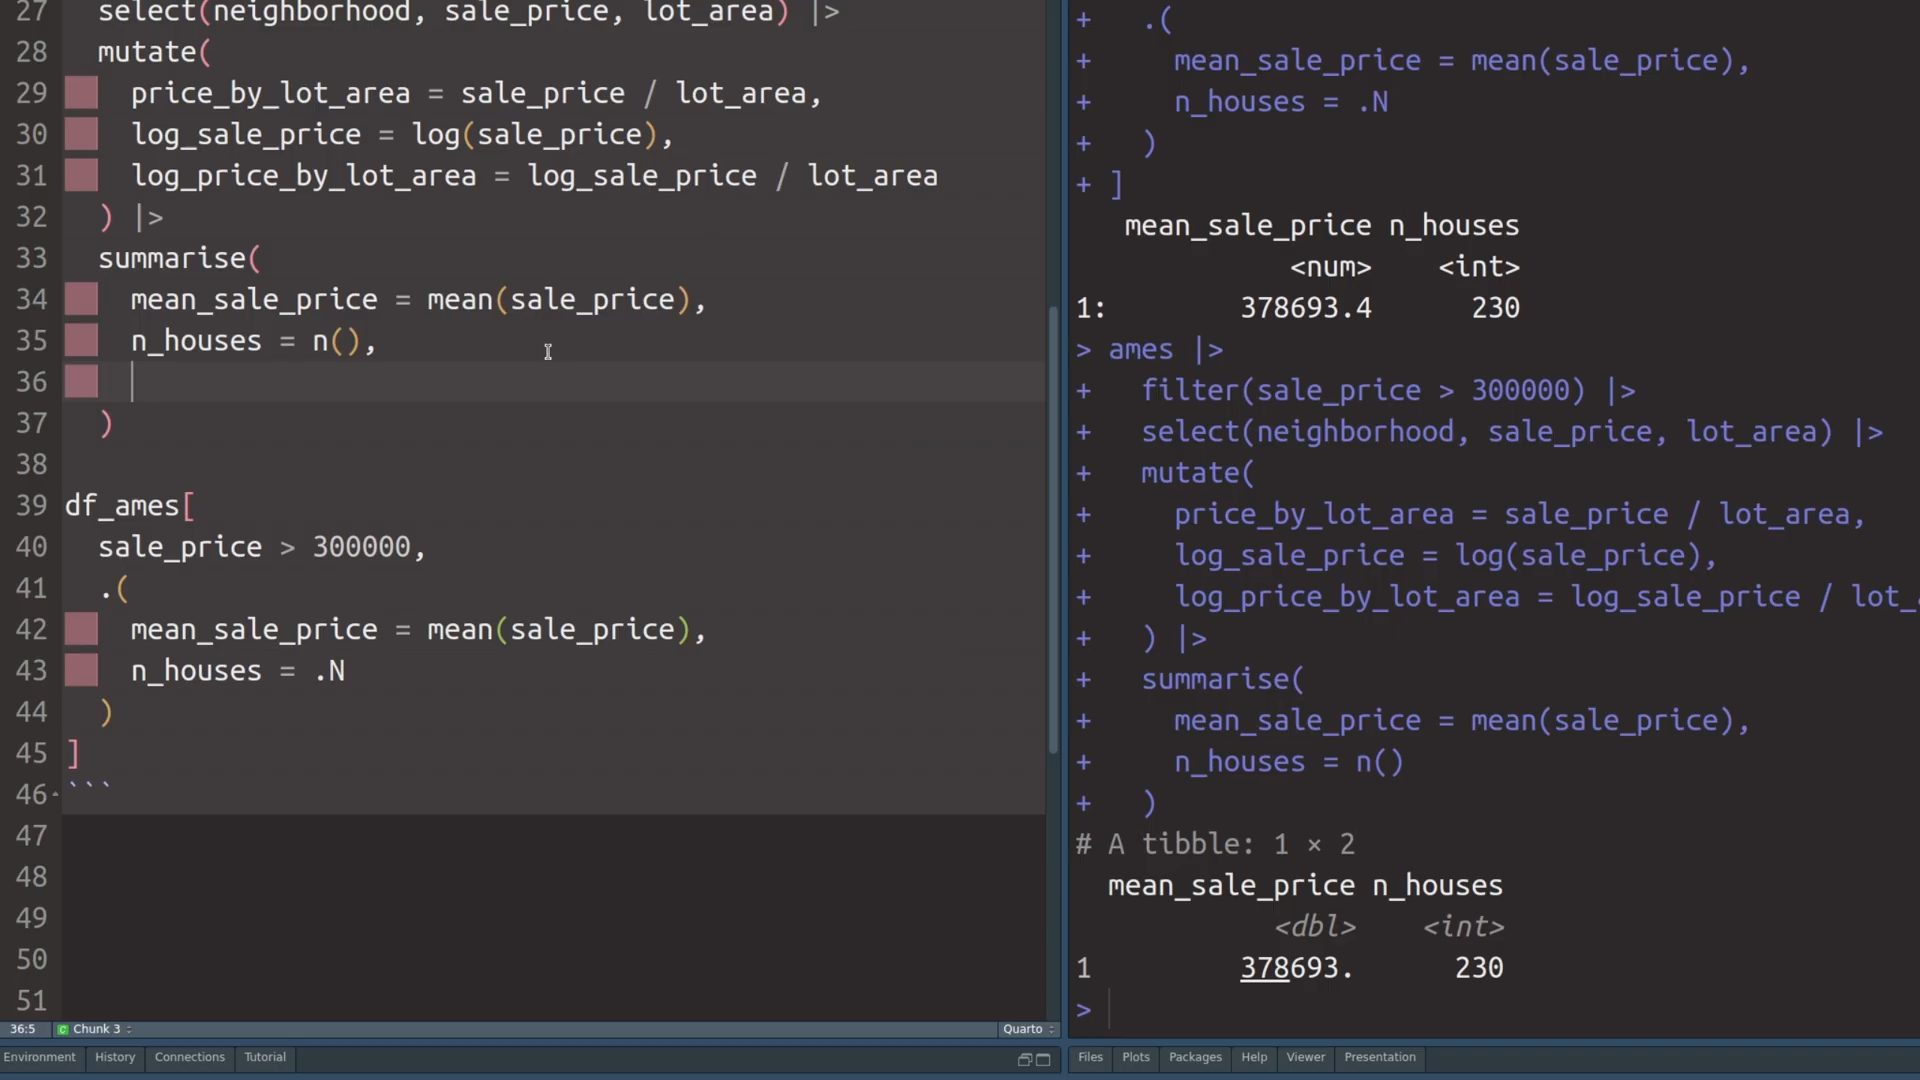 27 select(neighborhood, sale_price, lot_area) |>
28 mutate(
29 price_by_lot_area = sale_price / lot_area,
30 log_sale_price = log(sale_price),
31 log_price_by_lot_area = log_sale_price / lot_area
32 ) |>
33 summarise(
34 mean_sale_price = mean(sale_price),
35 n_houses = n(),
36
37 )
38
39 df_ames[
40 sale_price > 300000,
41 .(
42 mean_sale_price = mean(sale_price),
43 n_houses = .N
44 )
45 ]
46 ```
47
48
49
50
51
36:5 Chunk 3 Quarto
Environment History Connections Tutorial
+ .(
+ mean_sale_price = mean(sale_price),
+ n_houses = .N
+ )
+ ]
mean_sale_price n_houses
<num> <int>
1: 378693.4 230
> ames |>
+ filter(sale_price > 300000) |>
+ select(neighborhood, sale_price, lot_area) |>
+ mutate(
+ price_by_lot_area = sale_price / lot_area,
+ log_sale_price = log(sale_price),
+ log_price_by_lot_area = log_sale_price / lot_
+ ) |>
+ summarise(
+ mean_sale_price = mean(sale_price),
+ n_houses = n()
+ )
# A tibble: 1 × 2
mean_sale_price n_houses
<dbl> <int>
1 378693. 230
>
Files Plots Packages Help Viewer Presentation